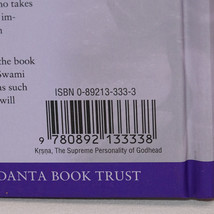 no takes
im-
n
the book
Swami
as such
will
ISBN 0-89213-333-3
9 780892 133338
Krsna, The Supreme Personality of Godhead
DANTA BOOK TRUST